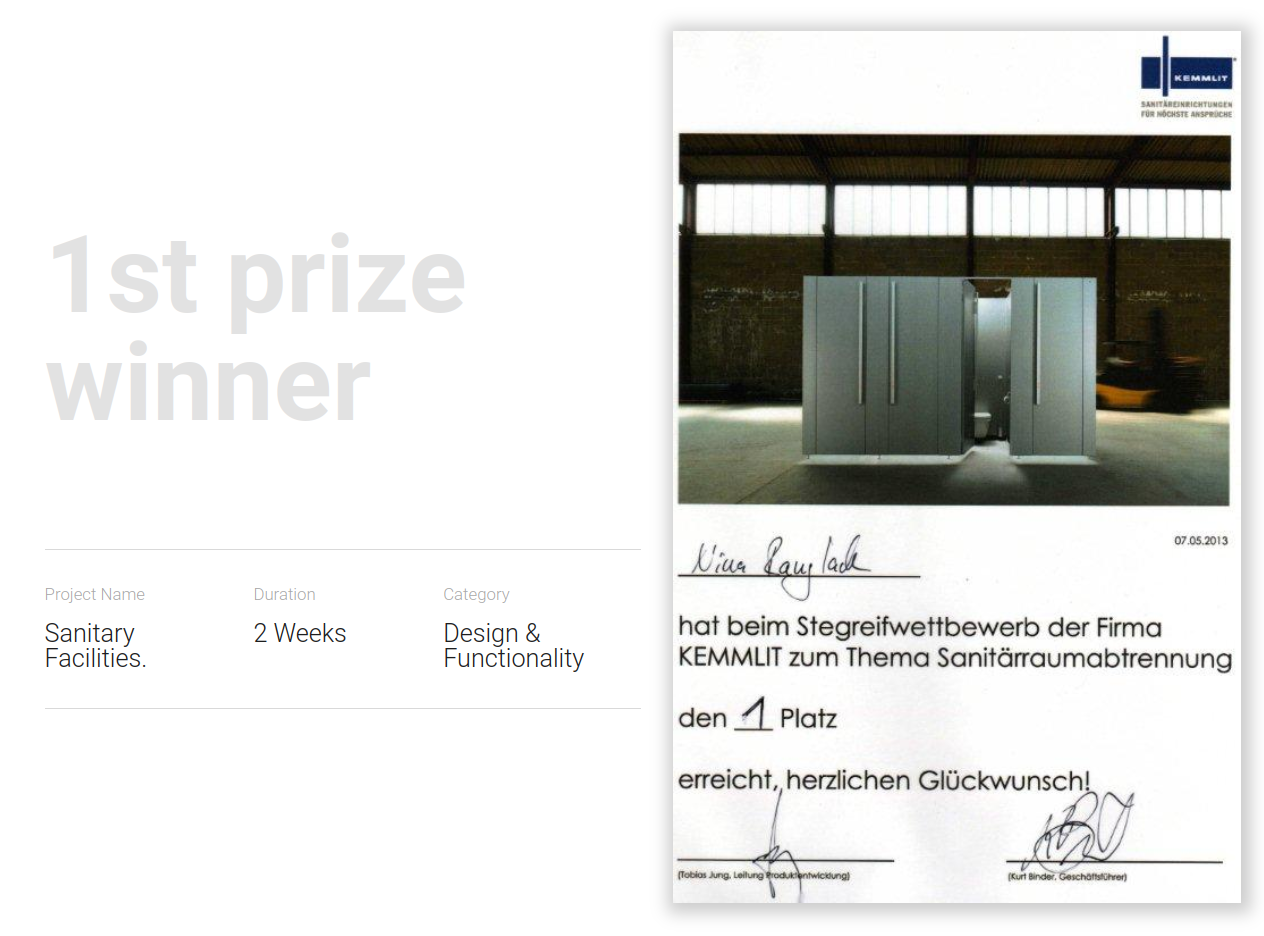 1st prize
winner
Project Name
Duration
Category
Sanitary
Facilities.
2 Weeks
Design &
Functionality
KEMMLIT
SANITÄREINRICHTUNGEN
FÜR HÖCHSTE ANSPRÜCHE
07.05.2013
Nina
hat beim Stegreifwettbewerb der Firma
KEMMLIT zum Thema Sanitärraumabtrennung
den 1 Platz
erreicht, herzlichen Glückwunsch!
(Tobias Jung, Leitung Produktentwicklung)
(Kurt Binder, Geschäftsführer)